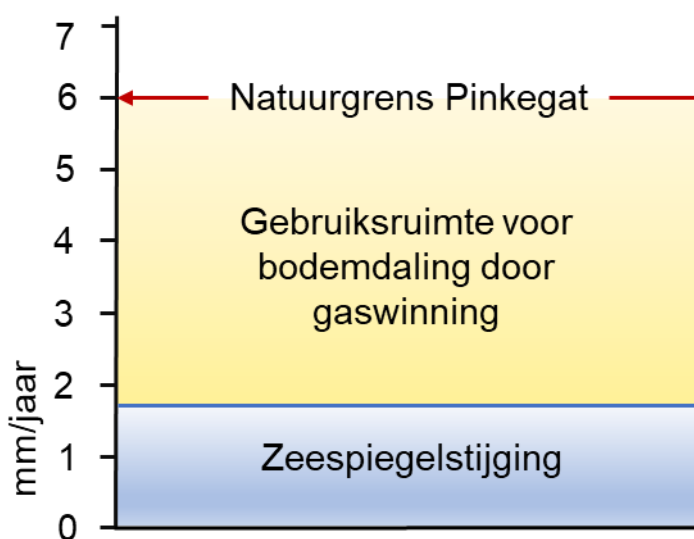 7
6
Natuurgrens Pinkegat
5
Gebruiksruimte voor
bodemdaling door
gaswinning
4
3
2
1
0
Zeespiegelstijging
mm/jaar